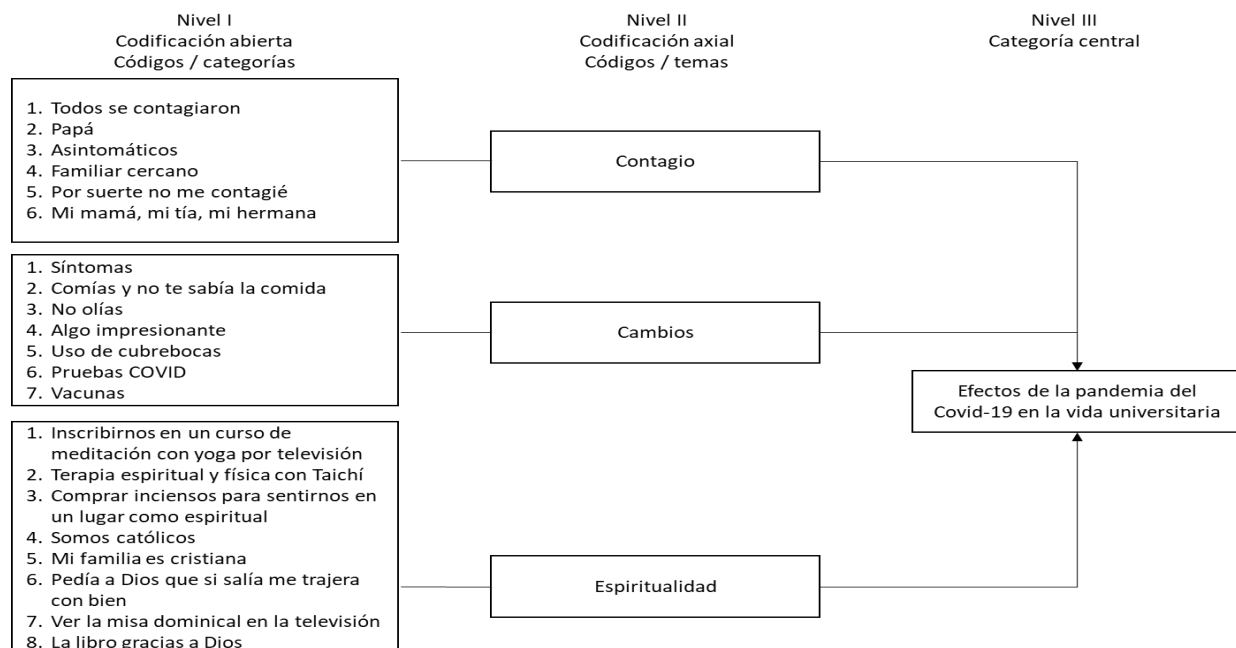 Nivel I
Codificación abierta
Códigos / categorías
Nivel II
Codificación axial
Códigos / temas
Nivel III
Categoría central
1. Todos se contagiaron
2. Papá
3. Asintomáticos
4. Familiar cercano
5. Por suerte no me contagié
6. Mi mamá, mi tía, mi hermana
Contagio
1. Síntomas
2. Comías y no te sabía la comida
3. No olías
4. Algo impresionante
5. Uso de cubrebocas
6. Pruebas COVID
7. Vacunas
Cambios
Efectos de la pandemia del
Covid-19 en la vida universitaria
1. Inscribirnos en un curso de
meditación con yoga por televisión
2. Terapia espiritual y física con Taichí
3. Comprar inciensos para sentirnos en
un lugar como espiritual
4. Somos católicos
5. Mi familia es cristiana
6. Pedía a Dios que si salía me trajera
con bien
7. Ver la misa dominical en la televisión
8. La libro gracias a Dios
Espiritualidad